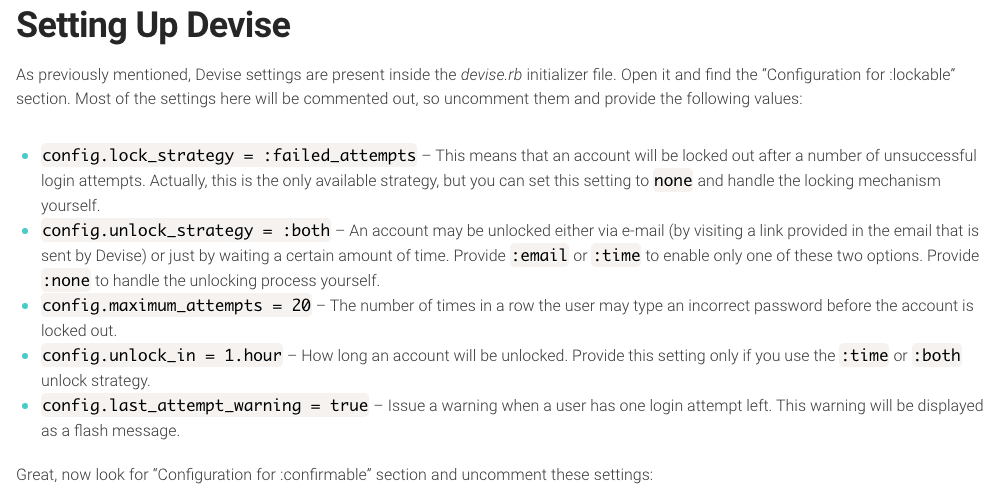 Setting Up Devise
As previously mentioned, Devise settings are present inside the devise.rb initializer file. Open it and find the “Configuration for :lockable”
section. Most of the settings here will be commented out, so uncomment them and provide the following values:
• config.lock_strategy = :failed_attempts – This means that an account will be locked out after a number of unsuccessful
login attempts. Actually, this is the only available strategy, but you can set this setting to none and handle the locking mechanism
yourself.
• config.unlock_strategy = :both – An account may be unlocked either via e-mail (by visiting a link provided in the email that is
sent by Devise) or just by waiting a certain amount of time. Provide :email or :time to enable only one of these two options. Provide
:none to handle the unlocking process yourself.
• config.maximum_attempts = 20 – The number of times in a row the user may type an incorrect password before the account is
locked out.
• config.unlock_in = 1.hour – How long an account will be unlocked. Provide this setting only if you use the :time or :both
unlock strategy.
• config.last_attempt_warning = true – Issue a warning when a user has one login attempt left. This warning will be displayed
as a flash message.
Great, now look for “Configuration for :confirmable” section and uncomment these settings: